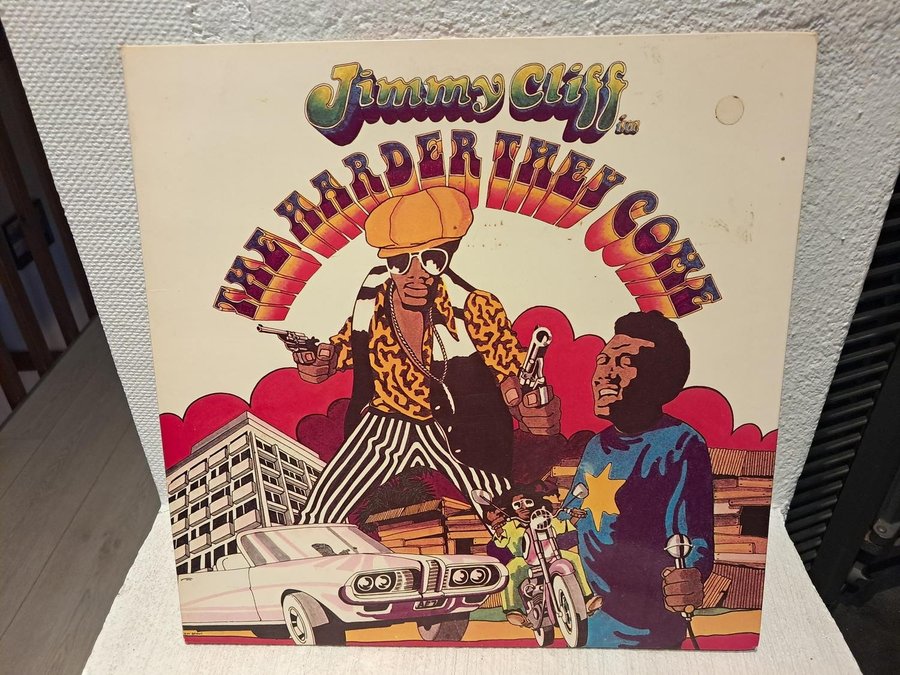 Jimmy Cliff
in
THE HARDER THEY COME